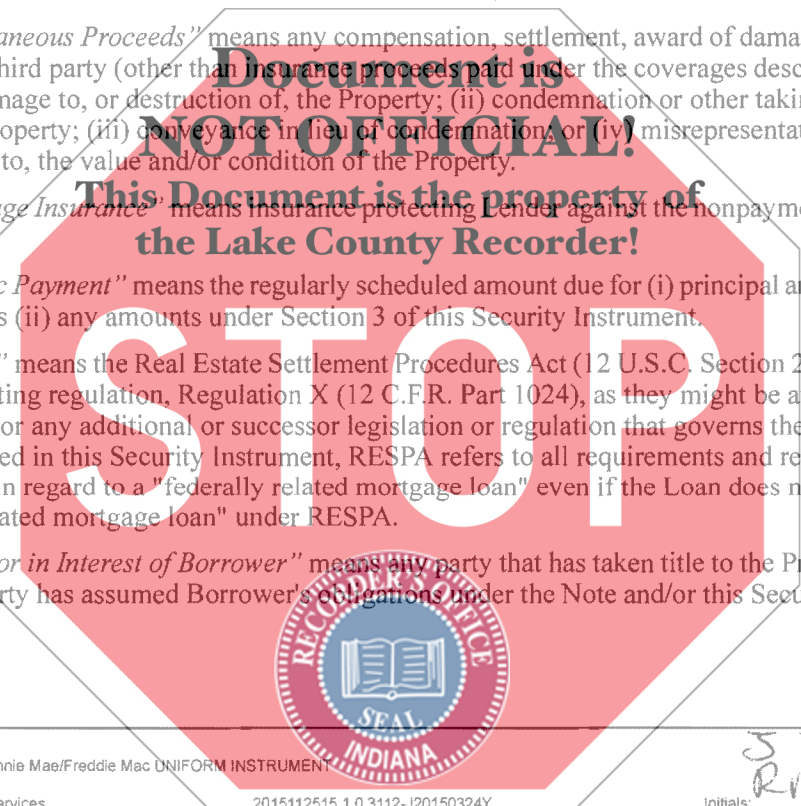 aneous Proceeds" means any compensation, settlement, award of dama
hird party (other than insurance proceeds paid under the coverages desc
mage to, or destruction of, the Property; (ii) condemnation or other takin
operty; (iii) conveyance in lieu of condemnation; or (iv) misrepresentat
to, the value and/or condition of the Property.
Document is
NOT OFFICIAL!
This Document is the property of
the Lake County Recorder!
ge Insurance" means insurance protecting Lender against the nonpayme
c Payment" means the regularly scheduled amount due for (i) principal an
s (ii) any amounts under Section 3 of this Security Instrument.
" means the Real Estate Settlement Procedures Act (12 U.S.C. Section 2
ting regulation, Regulation X (12 C.F.R. Part 1024), as they might be a
or any additional or successor legislation or regulation that governs the
ed in this Security Instrument, RESPA refers to all requirements and re
n regard to a "federally related mortgage loan" even if the Loan does n
ated mortgage loan" under RESPA.
STOP
or in Interest of Borrower" means any party that has taken title to the Pr
rty has assumed Borrower's obligations under the Note and/or this Secu
RECORDER'S OFFICE
SEAL
INDIANA
nnie Mae/Freddie Mac UNIFORM INSTRUMENT
ervices
2015112515.1.0.3112-J20150324Y
Initials: